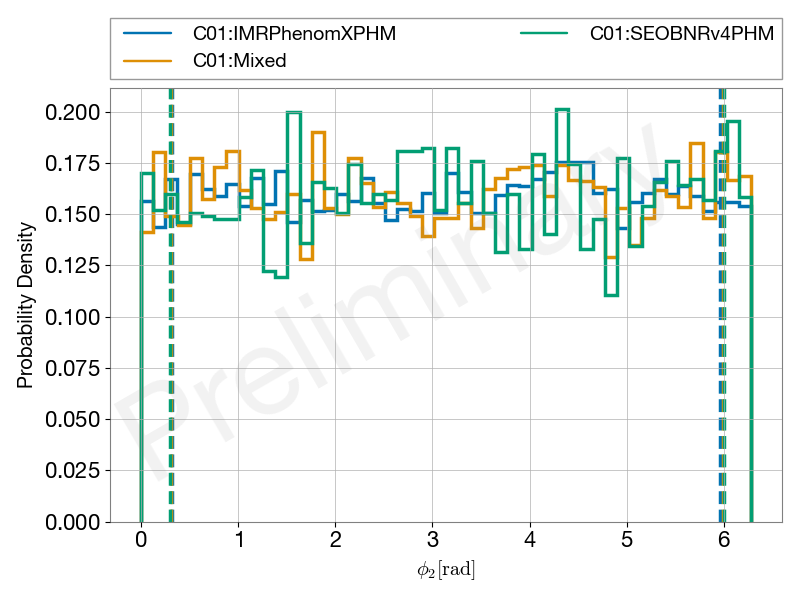 C01:IMRPhenomXPHM
C01:SEOBNRv4PHM
C01:Mixed
0.200
0.175
0.150
0.125
0.100
0.075
0.050
0.025
0.000
Probability Density
Preliminary
0 1 2 3 4 5 6
ϕ₂[rad]